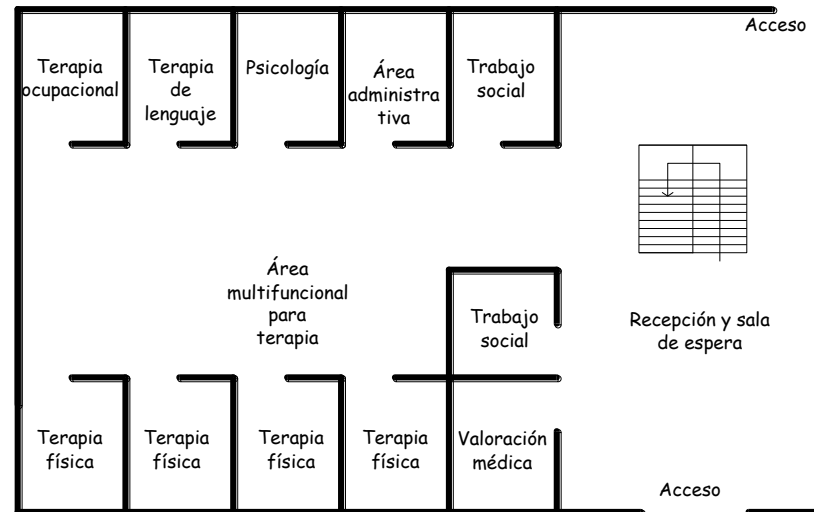 Acceso
Terapia
ocupacional
Terapia
de
lenguaje
Psicología
Área
administra
tiva
Trabajo
social
Área
multifuncional
para
terapia
Trabajo
social
Recepción y sala
de espera
Terapia
física
Terapia
física
Terapia
física
Terapia
física
Valoración
médica
Acceso